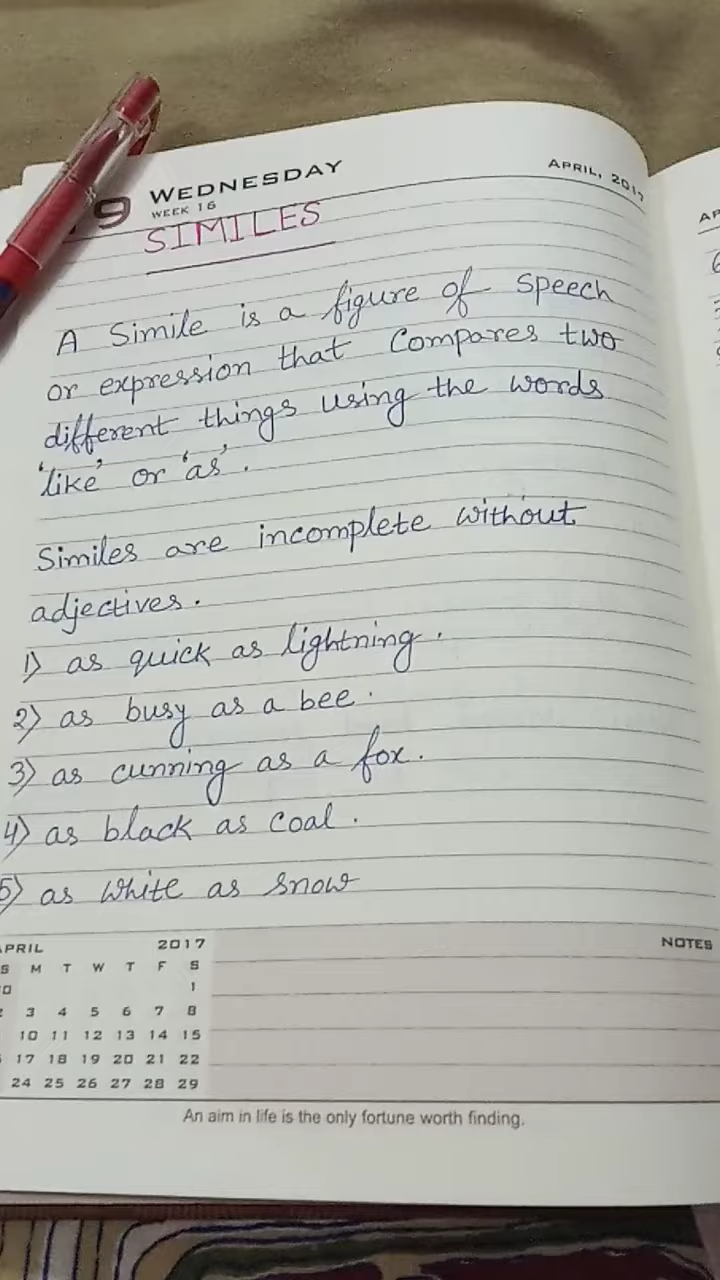 9 WEDNESDAY
WEEK 16
APRIL, 2017
SIMILES
A Simile is a figure of speech
or expression that Compares two
different things using the words
'like' or 'as'.
Similes are incomplete without
adjectives.
1) as quick as lightning.
2) as busy as a bee.
3) as cunning as a fox.
4) as black as coal.
5) as white as snow
APRIL 2017
S M T W T F S
1
3 4 5 6 7 8
10 11 12 13 14 15
17 18 19 20 21 22
24 25 26 27 28 29
NOTES
An aim in life is the only fortune worth finding.